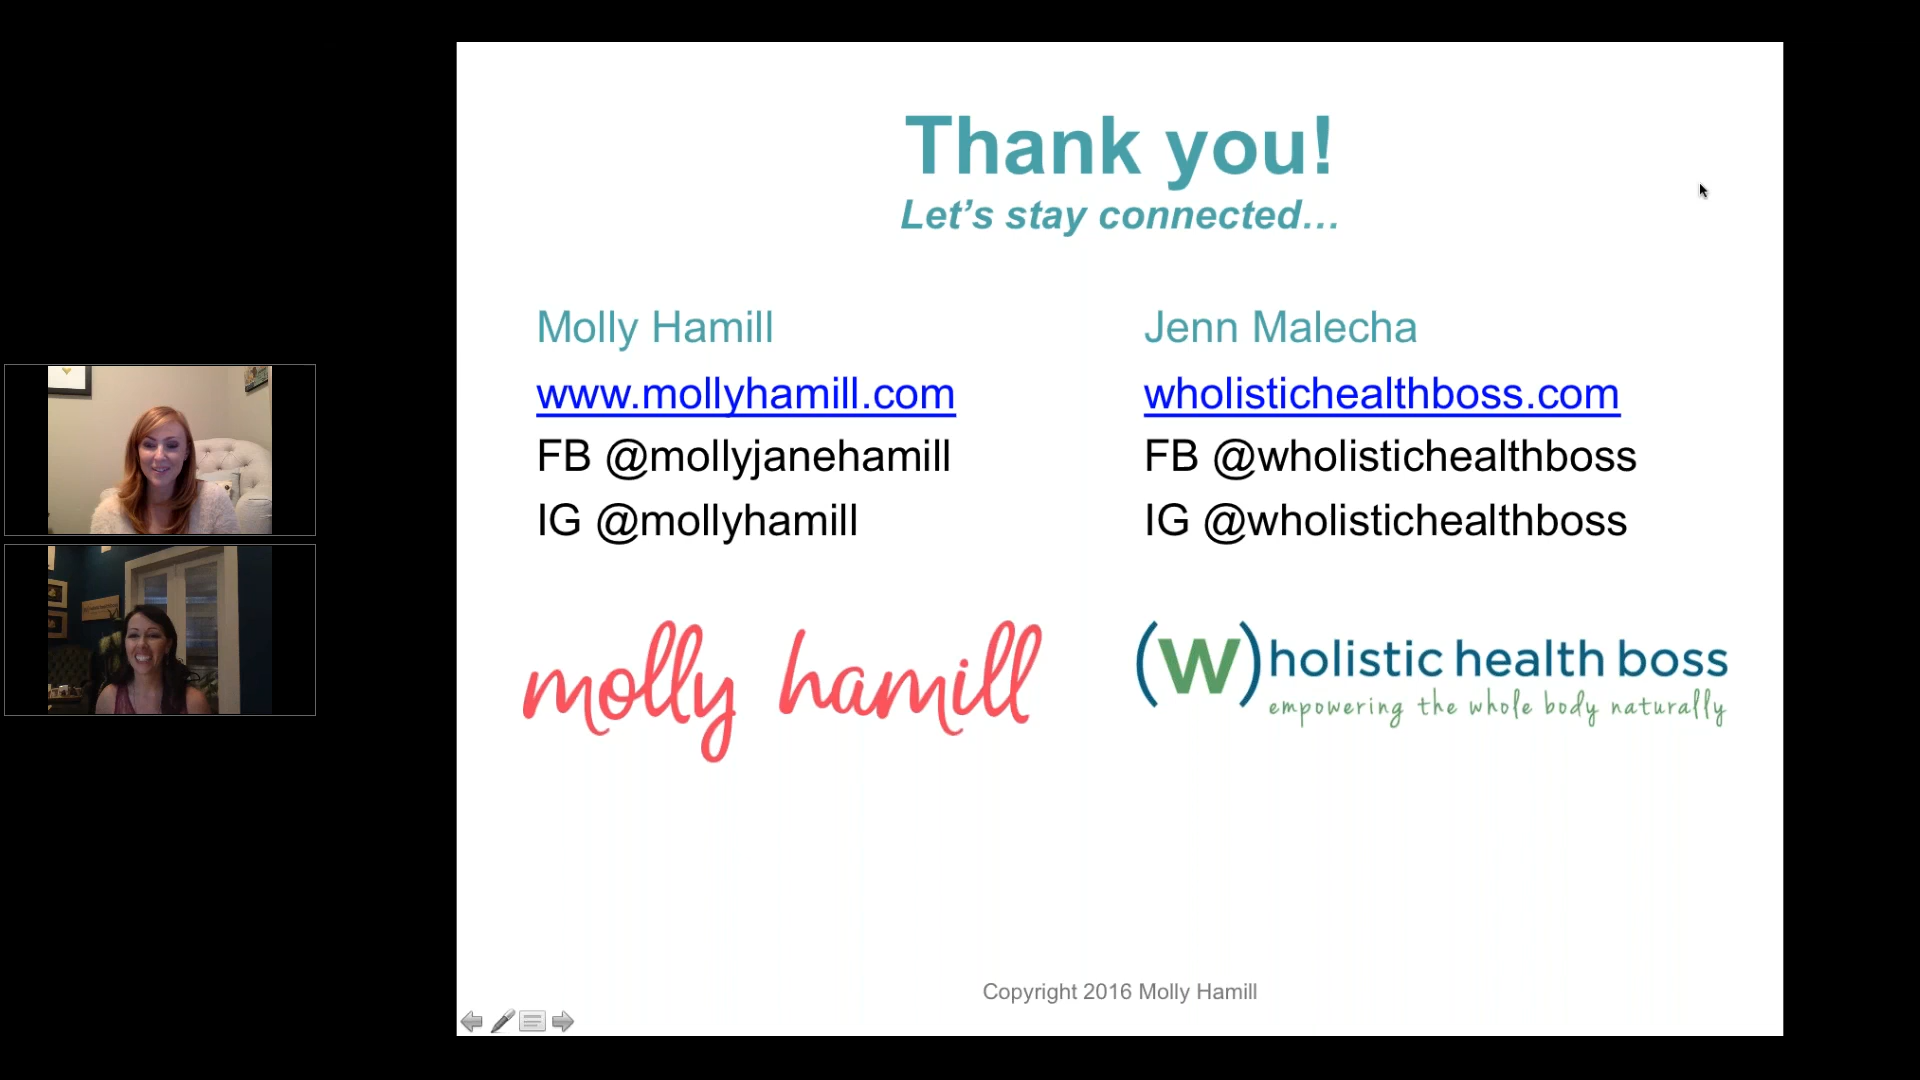 Thank you!
Let’s stay connected…
Molly Hamill
www.mollyhamill.com
FB @mollyjanehamill
IG @mollyhamill
molly hamill
Jenn Malecha
wholistichealthboss.com
FB @wholistichealthboss
IG @wholistichealthboss
(W)holistic health boss
empowering the whole body naturally
Copyright 2016 Molly Hamill